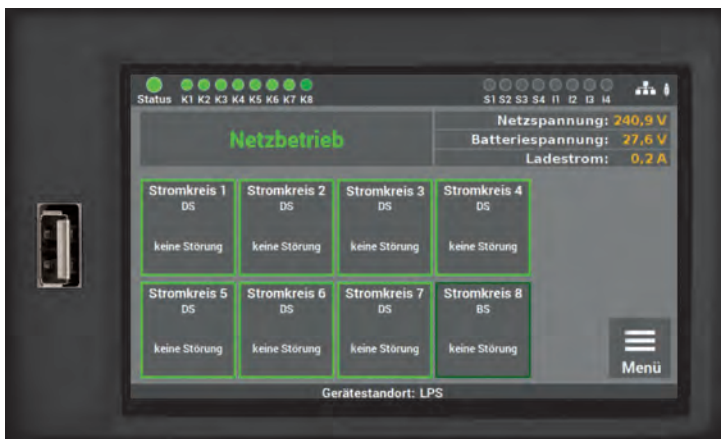 Status K1 K2 K3 K4 K5 K6 K7 K8 S1 S2 S3 S4 I1 I2 I3 I4
Netzbetrieb
Netzspannung: 240,9 V
Batteriespannung: 27,6 V
Ladestrom: 0,2 A
Stromkreis 1 Stromkreis 2 Stromkreis 3 Stromkreis 4
DS DS DS DS
keine Störung keine Störung keine Störung keine Störung
Stromkreis 5 Stromkreis 6 Stromkreis 7 Stromkreis 8
DS DS DS BS
keine Störung keine Störung keine Störung keine Störung
Menü
Gerätestandort: LPS